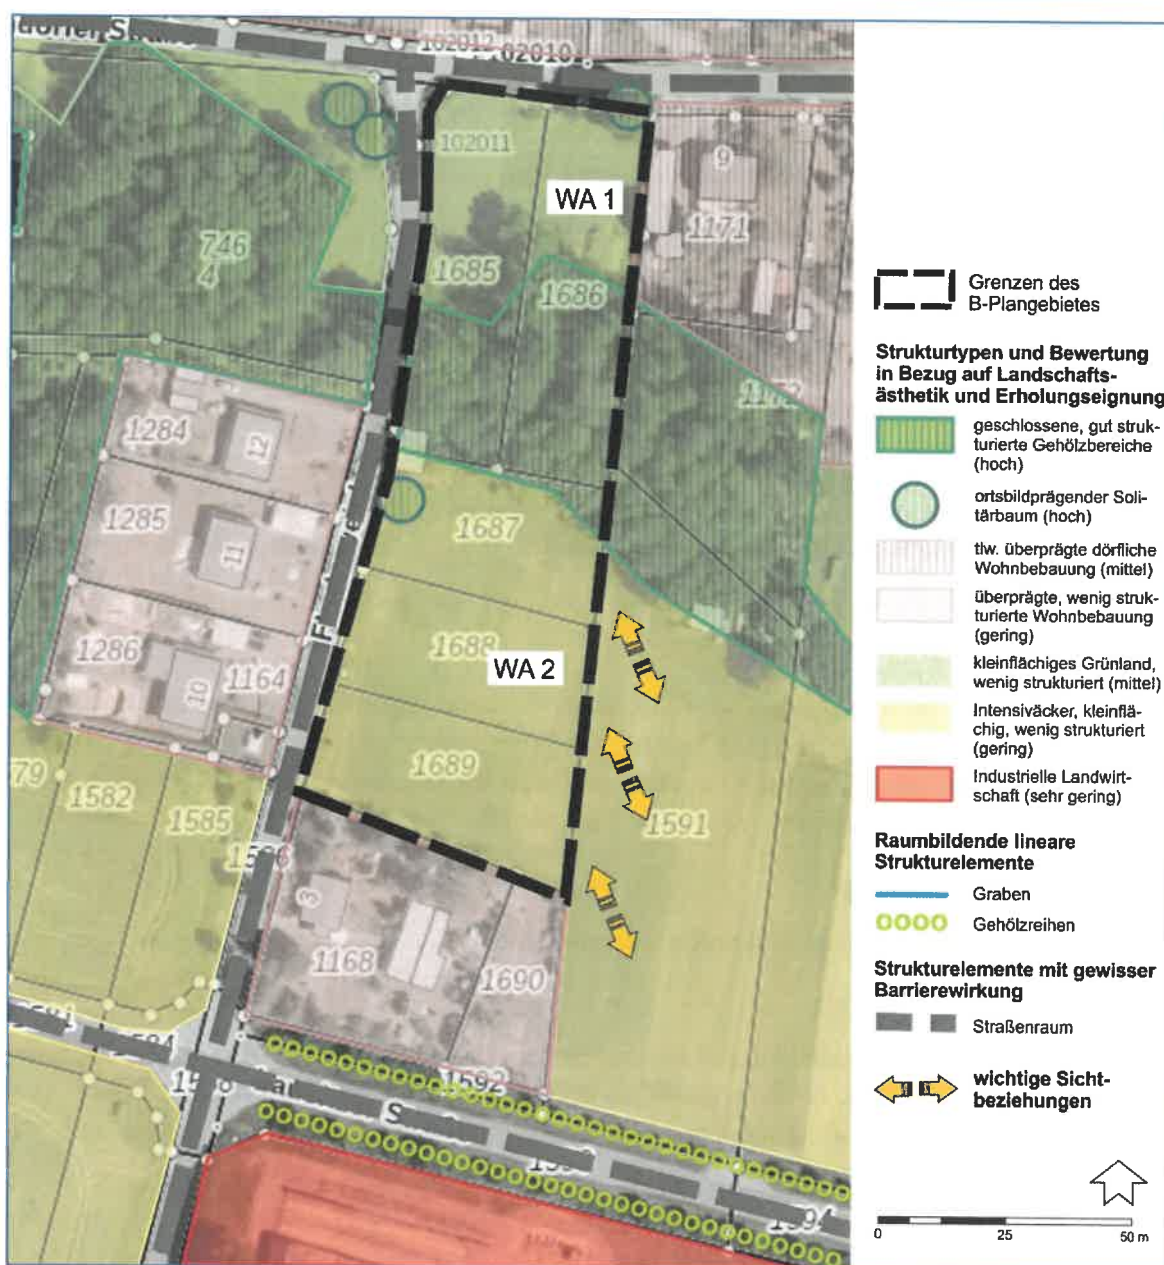 102012
02010
102011
9
WA 1
1171
746
4
1685
1686
1284
12
1285
11
1687
1286
10
1164
1688
WA 2
1689
79
1582
1585
1591
3
1168
1690
1592
S
1594
Grenzen des
B-Plangebietes
Strukturtypen und Bewertung
in Bezug auf Landschafts-
ästhetik und Erholungseignung
geschlossene, gut struk-
turierte Gehölzbereiche
(hoch)
ortsbildprägender Soli-
tärbaum (hoch)
tlw. überprägte dörfliche
Wohnbebauung (mittel)
überprägte, wenig struk-
turierte Wohnbebauung
(gering)
kleinflächiges Grünland,
wenig strukturiert (mittel)
Intensiväcker, kleinflä-
chig, wenig strukturiert
(gering)
Industrielle Landwirt-
schaft (sehr gering)
Raumbildende lineare
Strukturelemente
Graben
Gehölzreihen
Strukturelemente mit gewisser
Barrierewirkung
Straßenraum
wichtige Sicht-
beziehungen
0 25 50 m